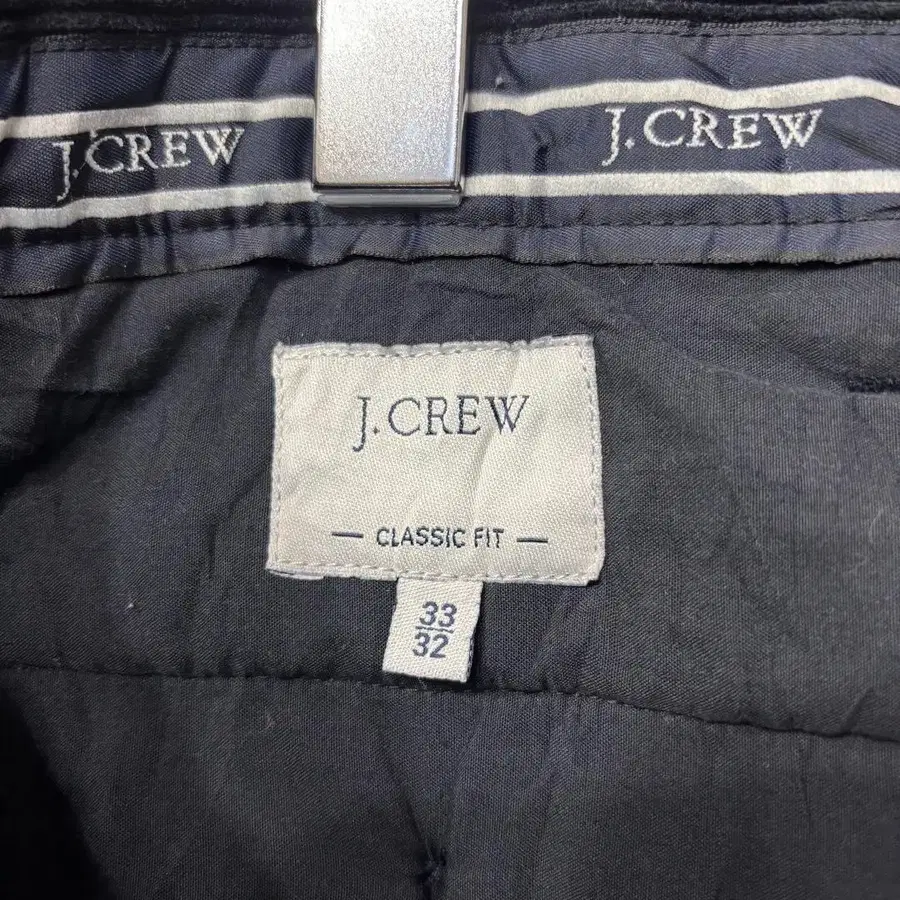 J.CREW
J.CREW
J.CREW
— CLASSIC FIT —
33
32